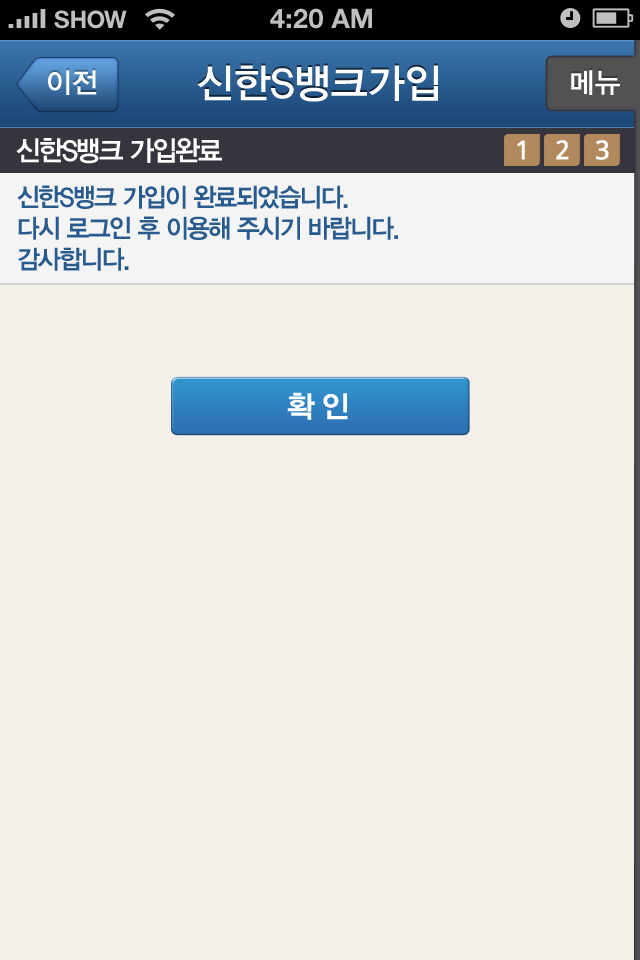 SHOW 4:20 AM
이전 신한S뱅크가입 메뉴
신한S뱅크 가입완료 1 2 3
신한S뱅크 가입이 완료되었습니다.
다시 로그인 후 이용해 주시기 바랍니다.
감사합니다.
확 인